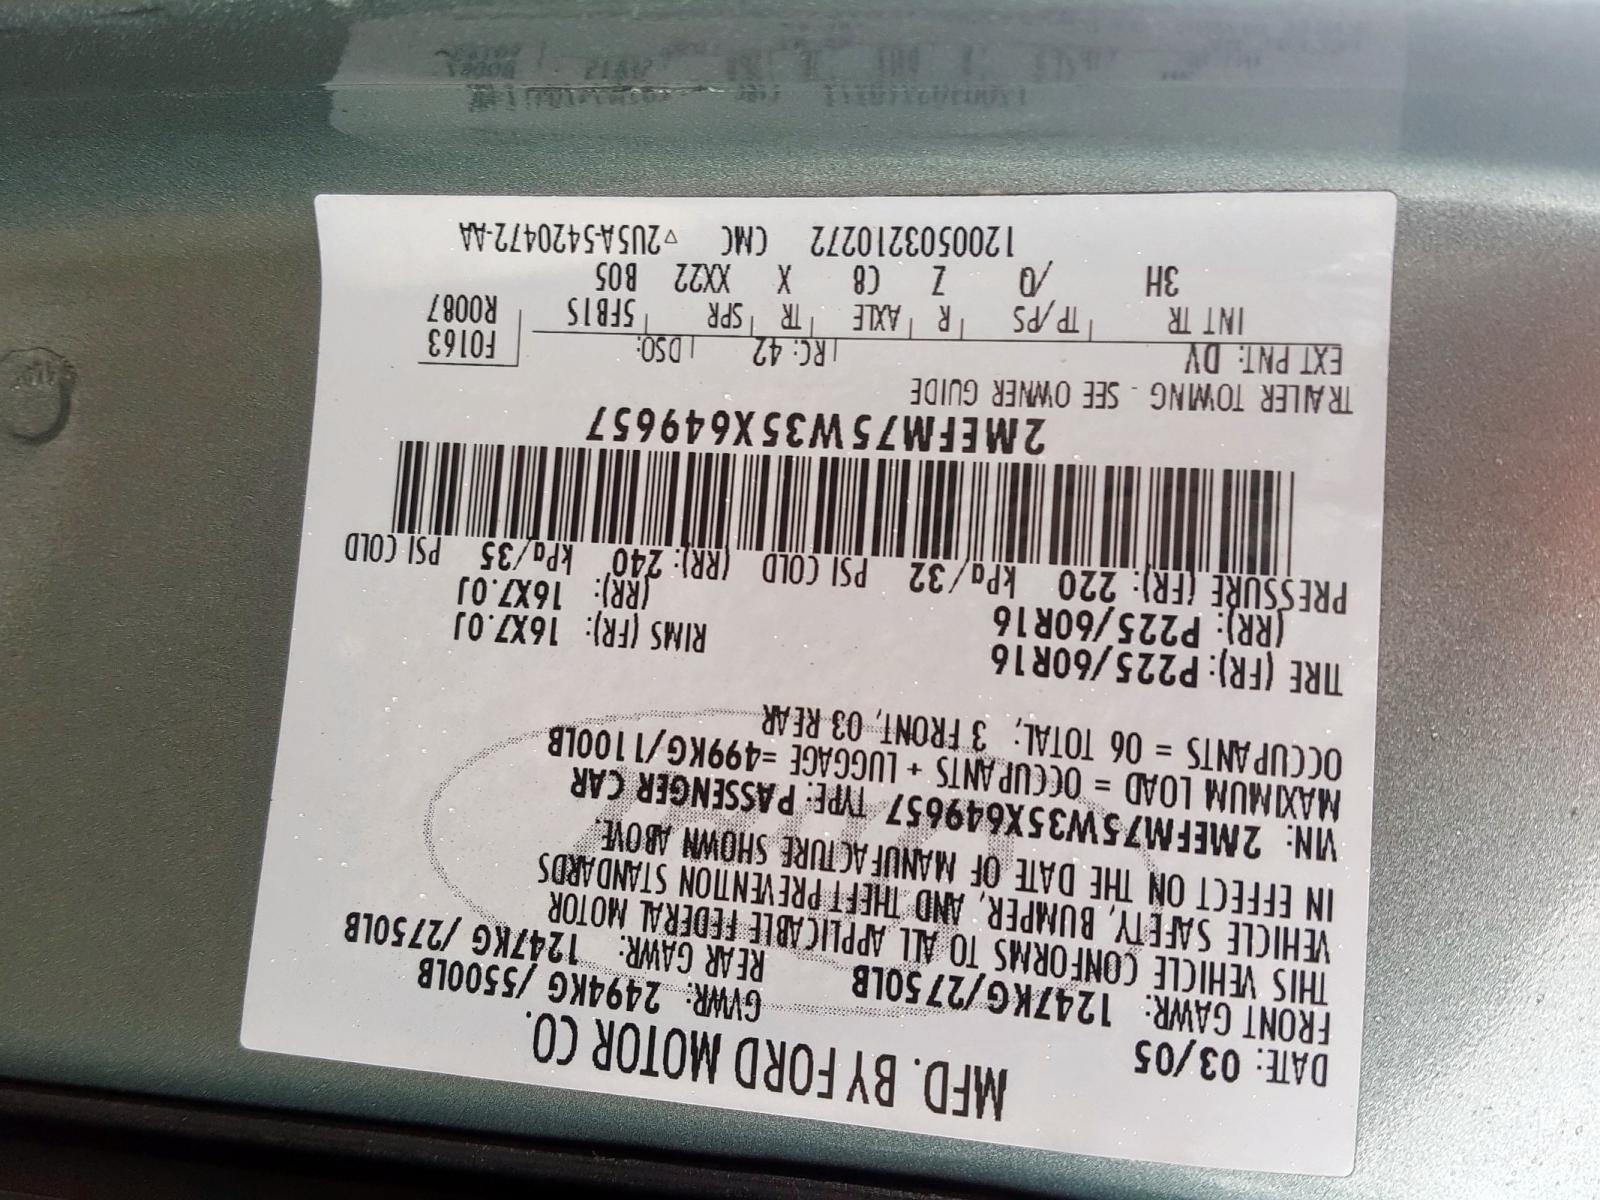 MFD. BY FORD MOTOR CO.
DATE: 03/05 GVWR: 2494KG/5500LB
FRONT GAWR: 1247KG/2750LB REAR GAWR: 1247KG/2750LB
THIS VEHICLE CONFORMS TO ALL APPLICABLE FEDERAL MOTOR
VEHICLE SAFETY, BUMPER, AND THEFT PREVENTION STANDARDS
IN EFFECT ON THE DATE OF MANUFACTURE SHOWN ABOVE.
VIN: 2MEFM75W35X649657 TYPE: PASSENGER CAR
MAXIMUM LOAD = OCCUPANTS + LUGGAGE =499KG/1100LB
OCCUPANTS = 06 TOTAL: 3 FRONT, 03 REAR
TIRE (FR): P225/60R16 RIMS (FR): 16X7.0J
(RR): P225/60R16 (RR): 16X7.0J
PRESSURE (FR): 220 kPa/32 PSI COLD (RR): 240 kPa/35 PSI COLD
2MEFM75W35X649657
TRAILER TOWING - SEE OWNER GUIDE
EXT PNT: DV RC: 42 DSO: F0163
INT TR TP/PS R AXLE TR SPR 5FB1S R0087
3H /Q Z C8 X XX22 B05
1200503210272 CMC ▽2U5A-5420472-AA